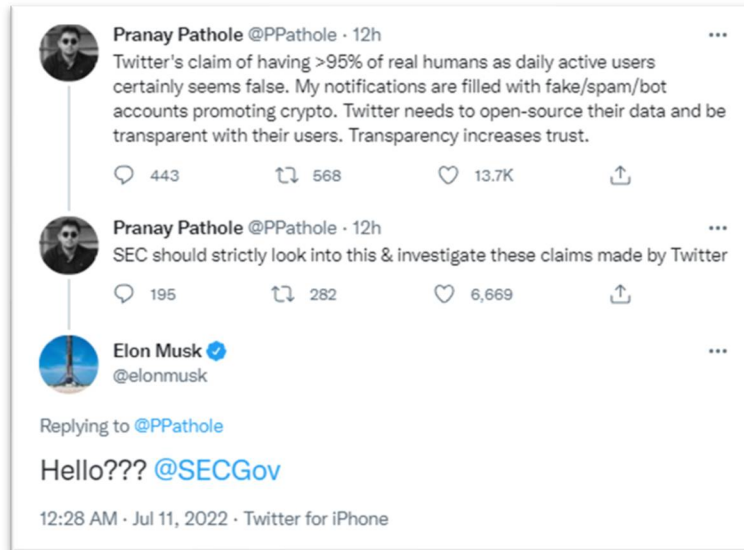 Pranay Pathole @PPathole · 12h
Twitter's claim of having >95% of real humans as daily active users
certainly seems false. My notifications are filled with fake/spam/bot
accounts promoting crypto. Twitter needs to open-source their data and be
transparent with their users. Transparency increases trust.
443 568 13.7K
Pranay Pathole @PPathole · 12h
SEC should strictly look into this & investigate these claims made by Twitter
195 282 6,669
Elon Musk
@elonmusk
Replying to @PPathole
Hello??? @SECGov
12:28 AM · Jul 11, 2022 · Twitter for iPhone